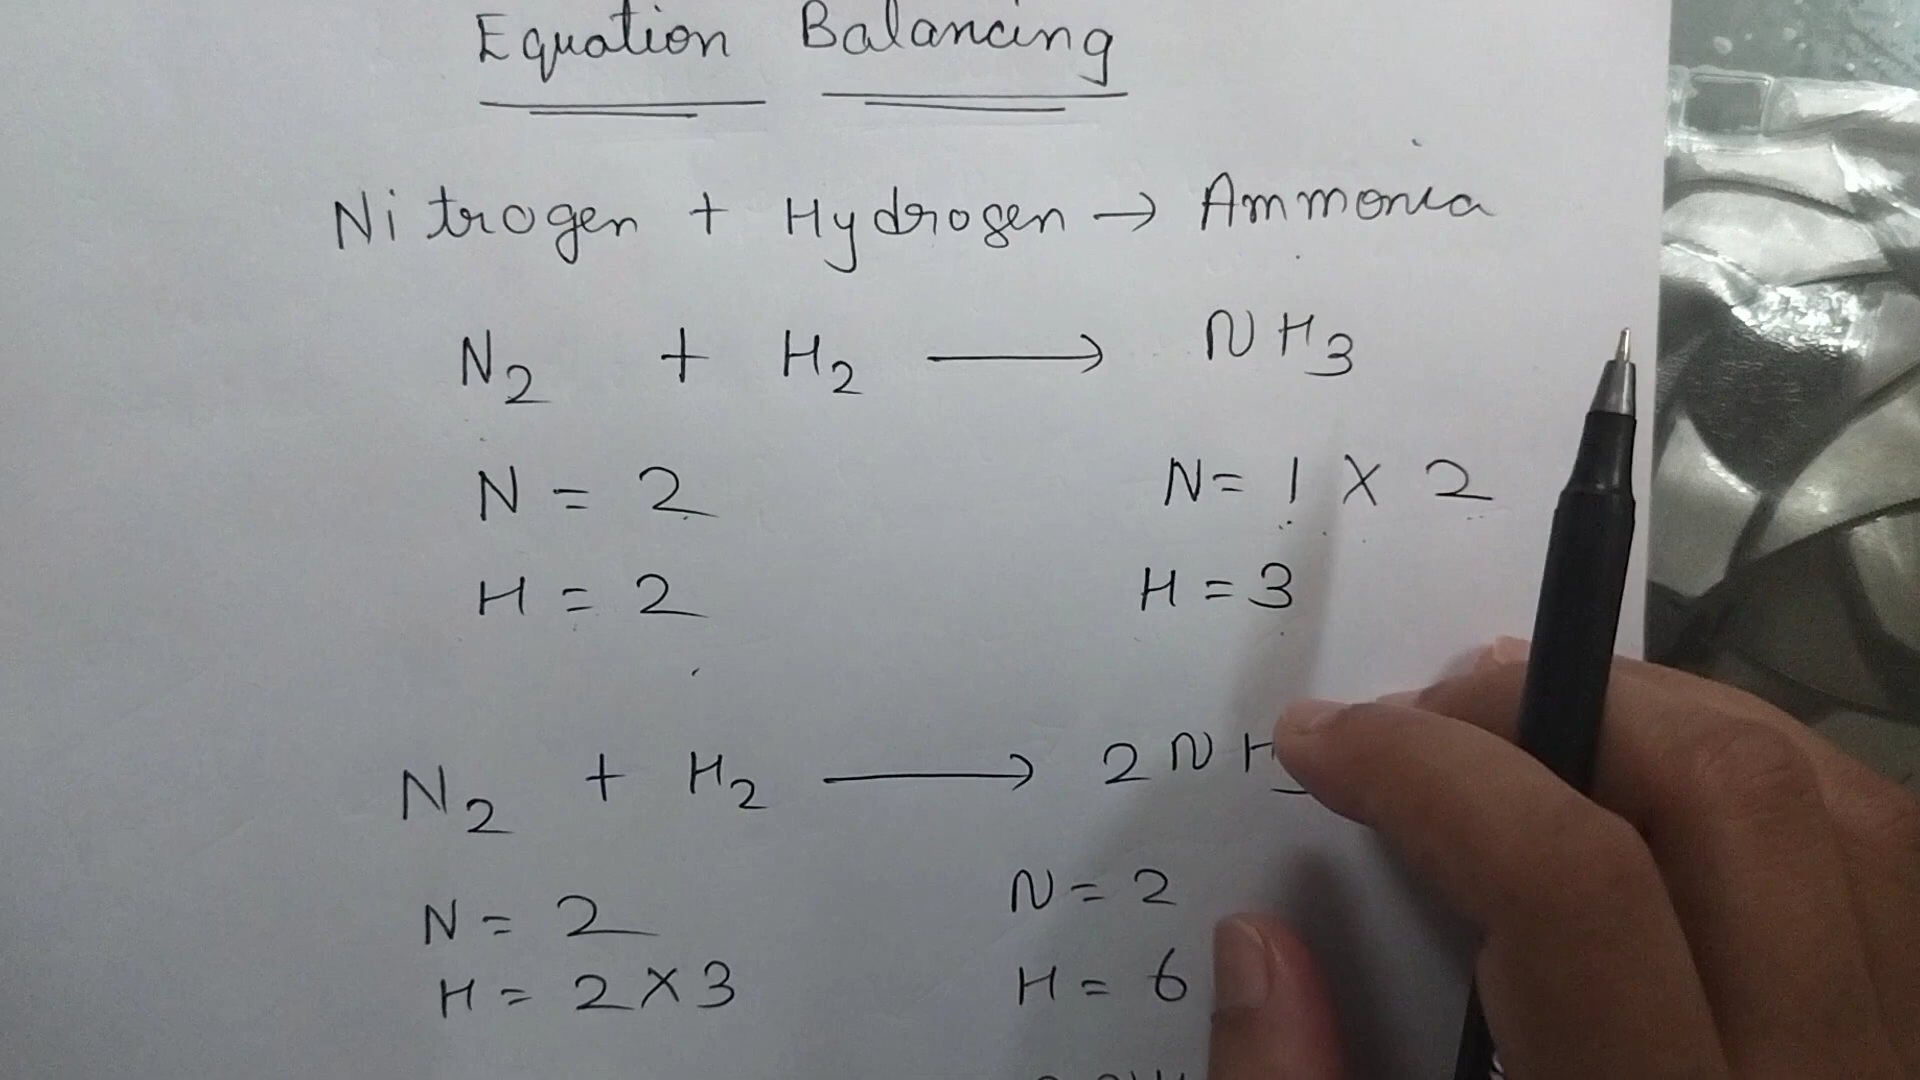 Equation Balancing
Nitrogen + Hydrogen → Ammonia
N2 + H2 → NH3
N = 2 N = 1 × 2
H = 2 H = 3
N2 + H2 → 2NH
N = 2 N = 2
H = 2×3 H = 6